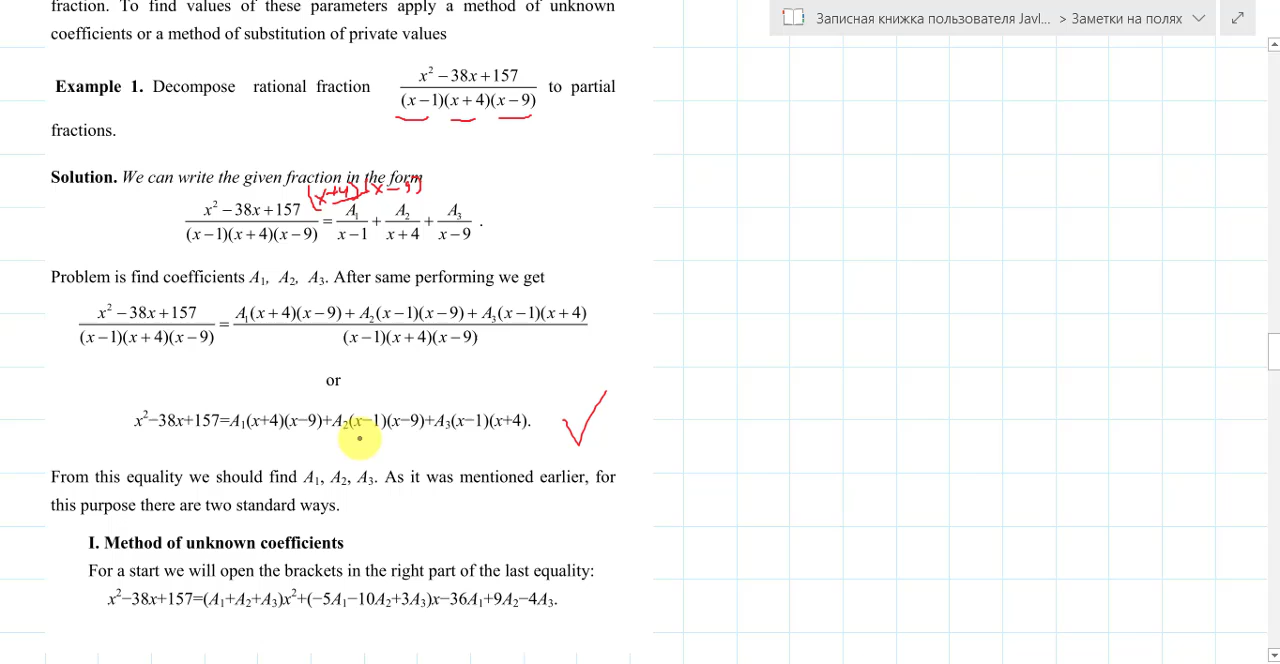 fraction. To find values of these parameters apply a method of unknown
coefficients or a method of substitution of private values
Записная книжка пользователя Javl... > Заметки на полях
Example 1. Decompose rational fraction (x² − 38x + 157)/((x − 1)(x + 4)(x − 9)) to partial
fractions.
Solution. We can write the given fraction in the form
(x+4)(x−9)
(x² − 38x + 157)/((x − 1)(x + 4)(x − 9)) = A₁/(x − 1) + A₂/(x + 4) + A₃/(x − 9) .
Problem is find coefficients A₁, A₂, A₃. After same performing we get
(x² − 38x + 157)/((x − 1)(x + 4)(x − 9)) = (A₁(x + 4)(x − 9) + A₂(x − 1)(x − 9) + A₃(x − 1)(x + 4))/((x − 1)(x + 4)(x − 9))
or
x²−38x+157=A₁(x+4)(x−9)+A₂(x−1)(x−9)+A₃(x−1)(x+4).
From this equality we should find A₁, A₂, A₃. As it was mentioned earlier, for
this purpose there are two standard ways.
I. Method of unknown coefficients
For a start we will open the brackets in the right part of the last equality:
x²−38x+157=(A₁+A₂+A₃)x²+(−5A₁−10A₂+3A₃)x−36A₁+9A₂−4A₃.